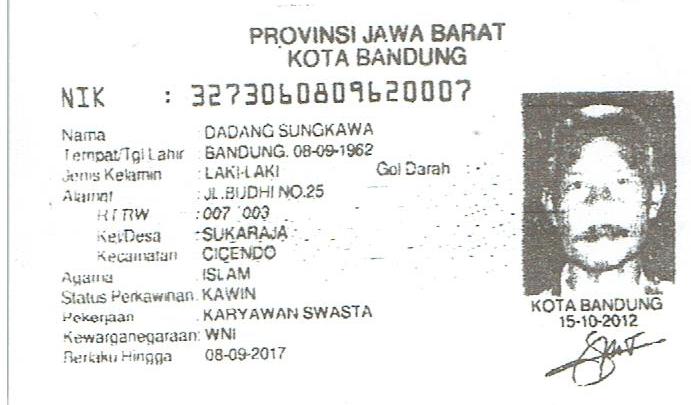 PROVINSI JAWA BARAT
KOTA BANDUNG
NIK : 3273060809620007
Nama : DADANG SUNGKAWA
Tempat/Tgl Lahir : BANDUNG, 08-09-1962
Jenis Kelamin : LAKI-LAKI Gol Darah :
Alamat : JL.BUDHI NO.25
RT/RW : 007 003
Kel/Desa : SUKARAJA
Kecamatan : CICENDO
Agama : ISLAM
Status Perkawinan: KAWIN
Pekerjaan : KARYAWAN SWASTA
Kewarganegaraan: WNI
Berlaku Hingga : 08-09-2017
KOTA BANDUNG
15-10-2012